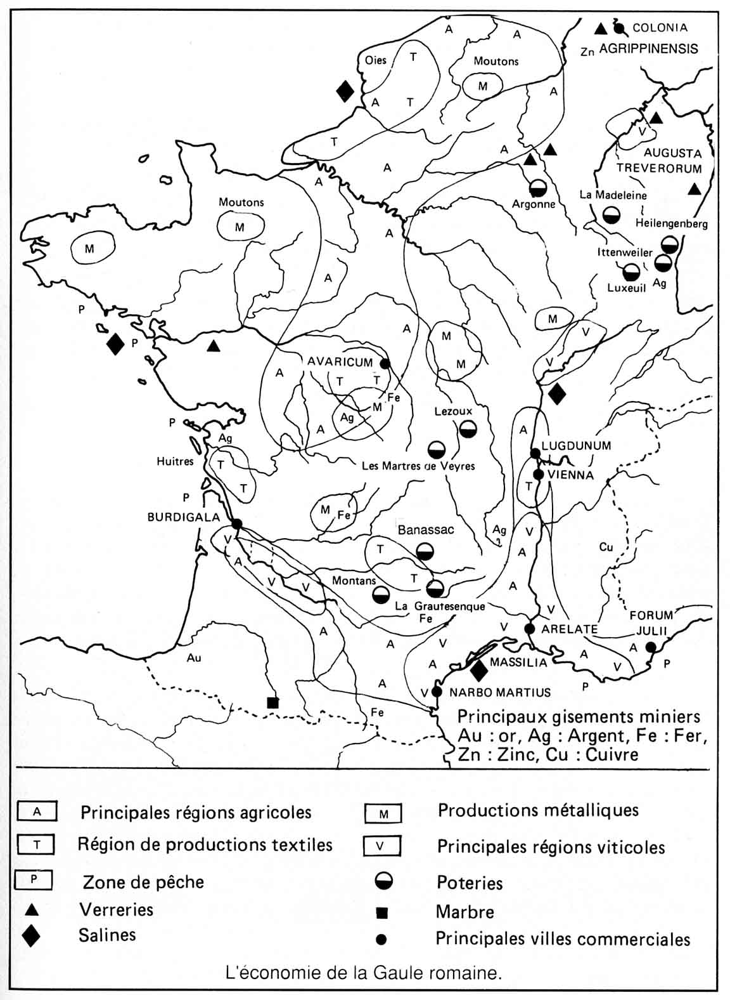 A
A
COLONIA
Zn AGRIPPINENSIS
Oies
T
Moutons
M
A
A
T
V
T
A
AUGUSTA
TREVERORUM
A
A
La Madeleine
Moutons
Argonne
Heilengenberg
M
A
M
Ittenweiler
A
Luxeuil
Ag
P
M
V
A
M
P
AVARICUM
M
V
A
T
T
Fe
M
Ag
Lezoux
P
A
A
Ag
LUGDUNUM
Huitres
T
Les Martres de Veyres
VIENNA
T
T
P
M
Fe
BURDIGALA
Banassac
Ag
V
V
T
A
Cu
A
V
V
Montans
T
A
La Grautesenque
Fe
V
FORUM
JULII
A
V
ARELATE
A
V
A
A
Au
A
MASSILIA
V
P
A
V
NARBO MARTIUS
P
Fe
Principaux gisements miniers
Au : or, Ag : Argent, Fe : Fer,
Zn : Zinc, Cu : Cuivre
A Principales régions agricoles
M Productions métalliques
T Région de productions textiles
V Principales régions viticoles
P Zone de pêche
Poteries
Verreries
Marbre
Salines
Principales villes commerciales
L'économie de la Gaule romaine.